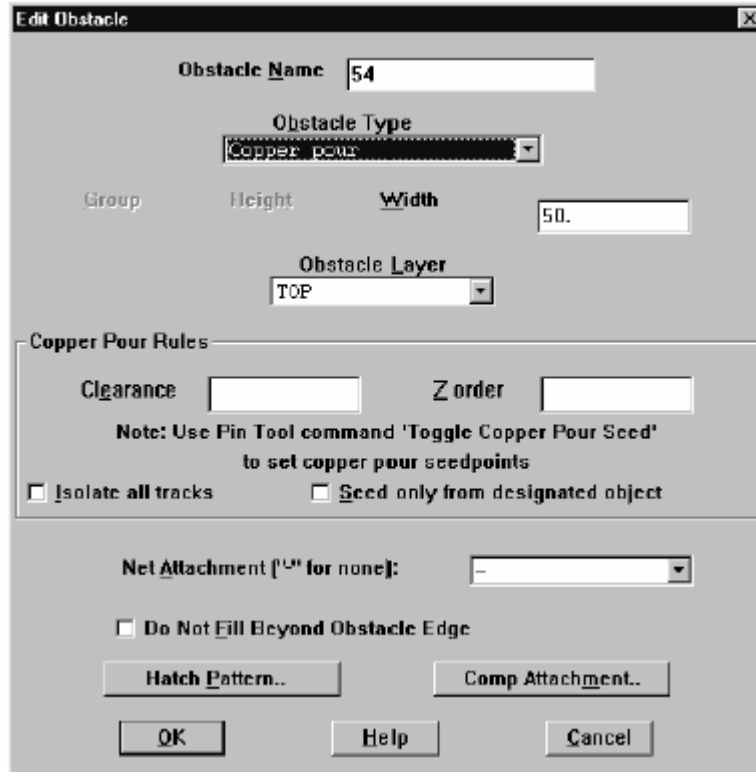 Edit Obstacle
Obstacle Name 54
Obstacle Type
Copper pour
Group Height Width 50.
Obstacle Layer
TOP
Copper Pour Rules
Clearance Z order
Note: Use Pin Tool command 'Toggle Copper Pour Seed'
to set copper pour seedpoints
Isolate all tracks Seed only from designated object
Net Attachment ["-" for none]: -
Do Not Fill Beyond Obstacle Edge
Hatch Pattern.. Comp Attachment..
OK Help Cancel